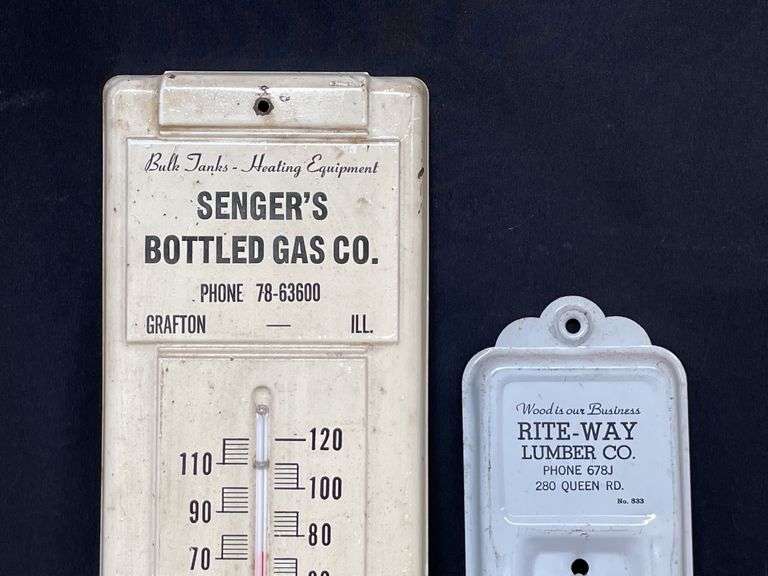 Bulk Tanks - Heating Equipment
SENGER'S
BOTTLED GAS CO.
PHONE 78-63600
GRAFTON — ILL.
120
110
100
90
80
70
Wood is our Business
RITE-WAY
LUMBER CO.
PHONE 678J
280 QUEEN RD.
No. 833